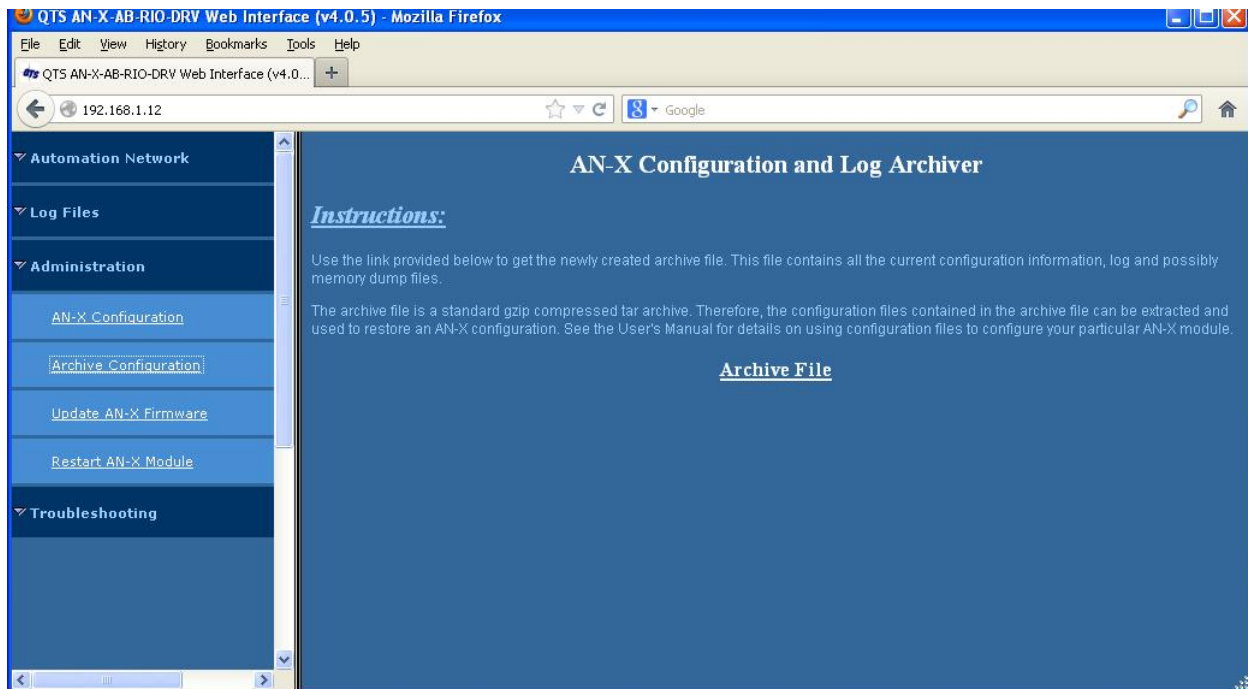 QTS AN-X-AB-RIO-DRV Web Interface (v4.0.5) - Mozilla Firefox
File Edit View History Bookmarks Tools Help
QTS QTS AN-X-AB-RIO-DRV Web Interface (v4.0... +
192.168.1.12
8 Google
Automation Network
Log Files
Administration
AN-X Configuration
Archive Configuration
Update AN-X Firmware
Restart AN-X Module
Troubleshooting
AN-X Configuration and Log Archiver
Instructions:
Use the link provided below to get the newly created archive file. This file contains all the current configuration information, log and possibly
memory dump files.
The archive file is a standard gzip compressed tar archive. Therefore, the configuration files contained in the archive file can be extracted and
used to restore an AN-X configuration. See the User's Manual for details on using configuration files to configure your particular AN-X module.
Archive File